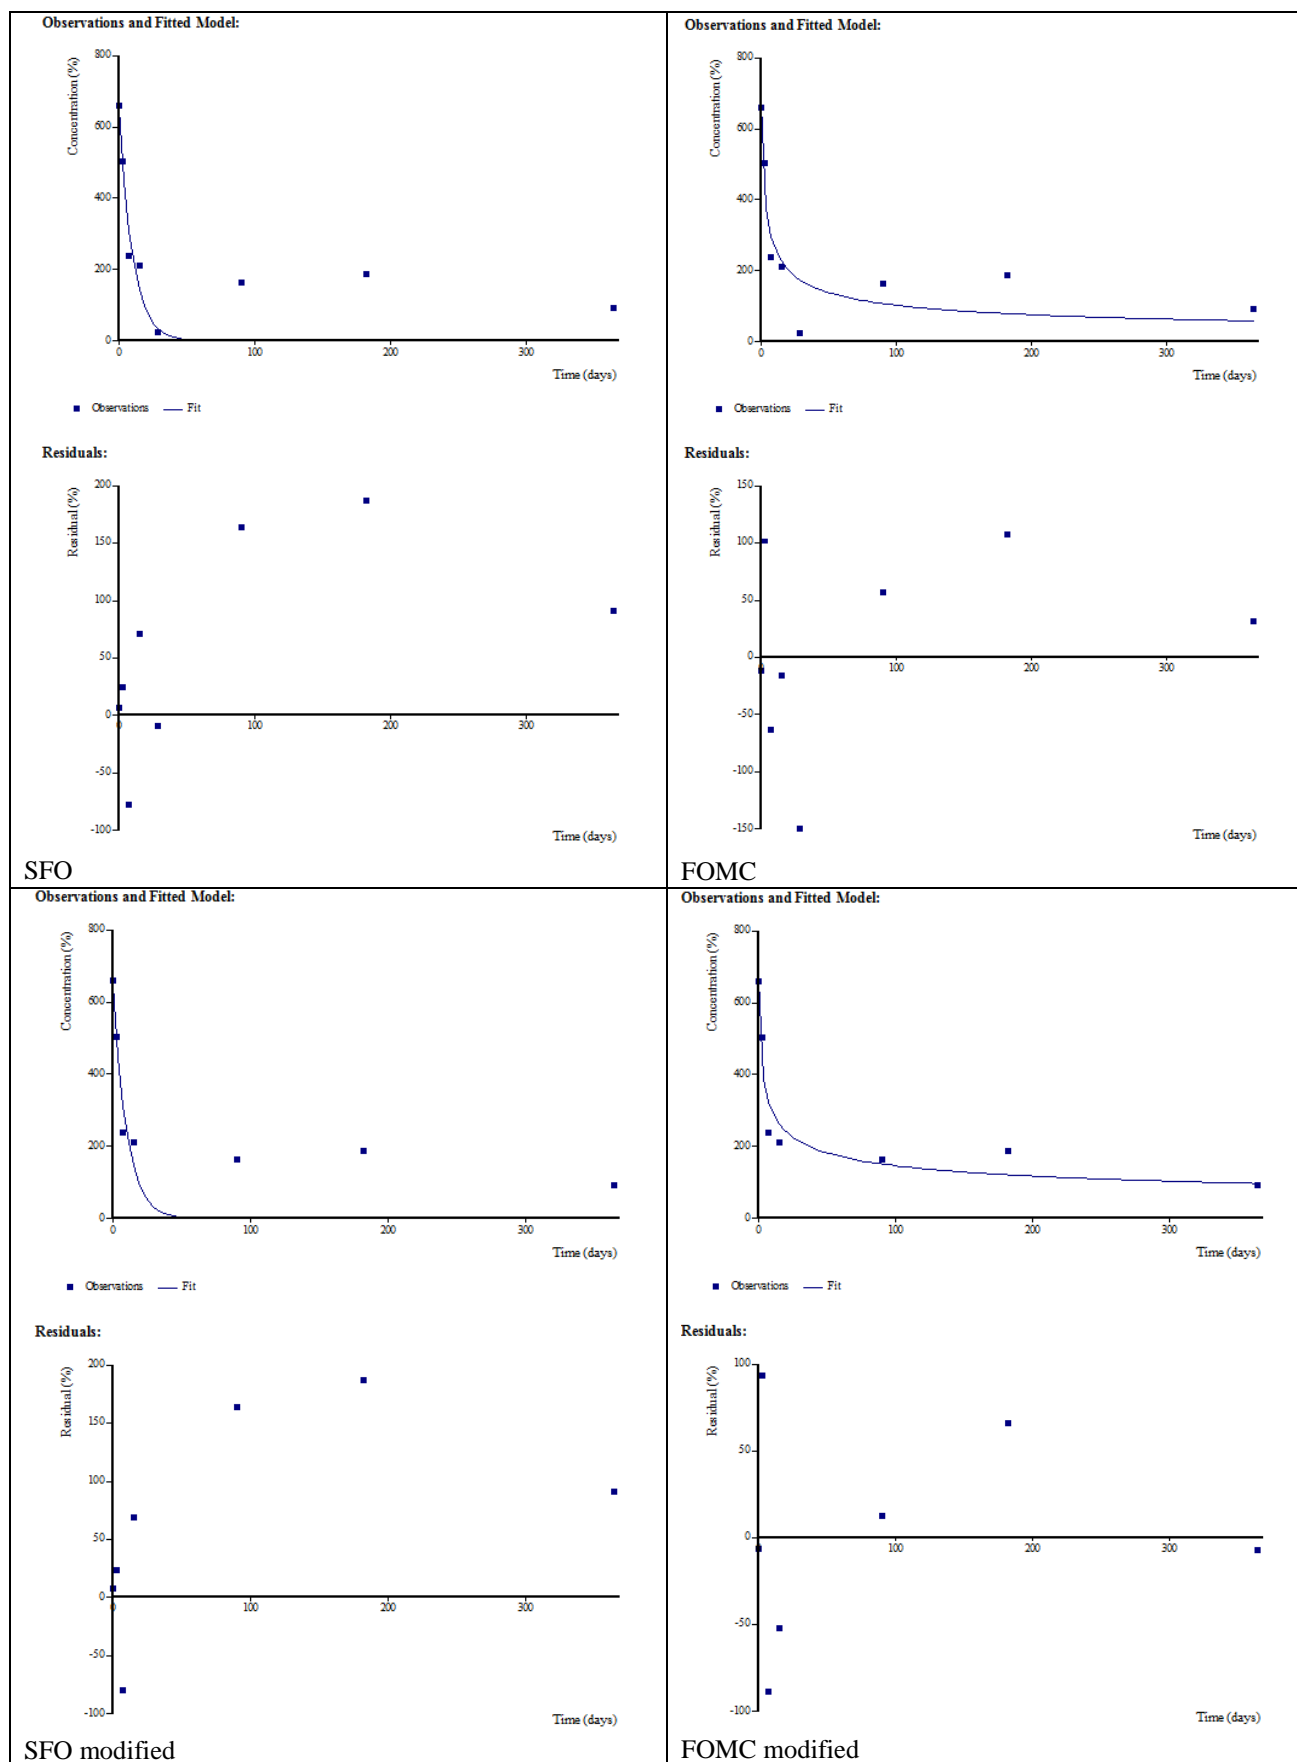 Observations and Fitted Model:
800
600
400
200
0
Concentration (%)
0
100
200
300
Time (days)
Observations
Fit
Residuals:
200
150
100
50
0
-50
-100
Residual (%)
0
100
200
300
Time (days)
SFO
Observations and Fitted Model:
800
600
400
200
0
Concentration (%)
0
100
200
300
Time (days)
Observations
Fit
Residuals:
150
100
50
0
-50
-100
-150
Residual (%)
0
100
200
300
Time (days)
FOMC
Observations and Fitted Model:
800
600
400
200
0
Concentration (%)
0
100
200
300
Time (days)
Observations
Fit
Residuals:
200
150
100
50
0
-50
-100
Residual (%)
0
100
200
300
Time (days)
SFO modified
Observations and Fitted Model:
800
600
400
200
0
Concentration (%)
0
100
200
300
Time (days)
Observations
Fit
Residuals:
100
50
0
-50
-100
Residual (%)
0
100
200
300
Time (days)
FOMC modified